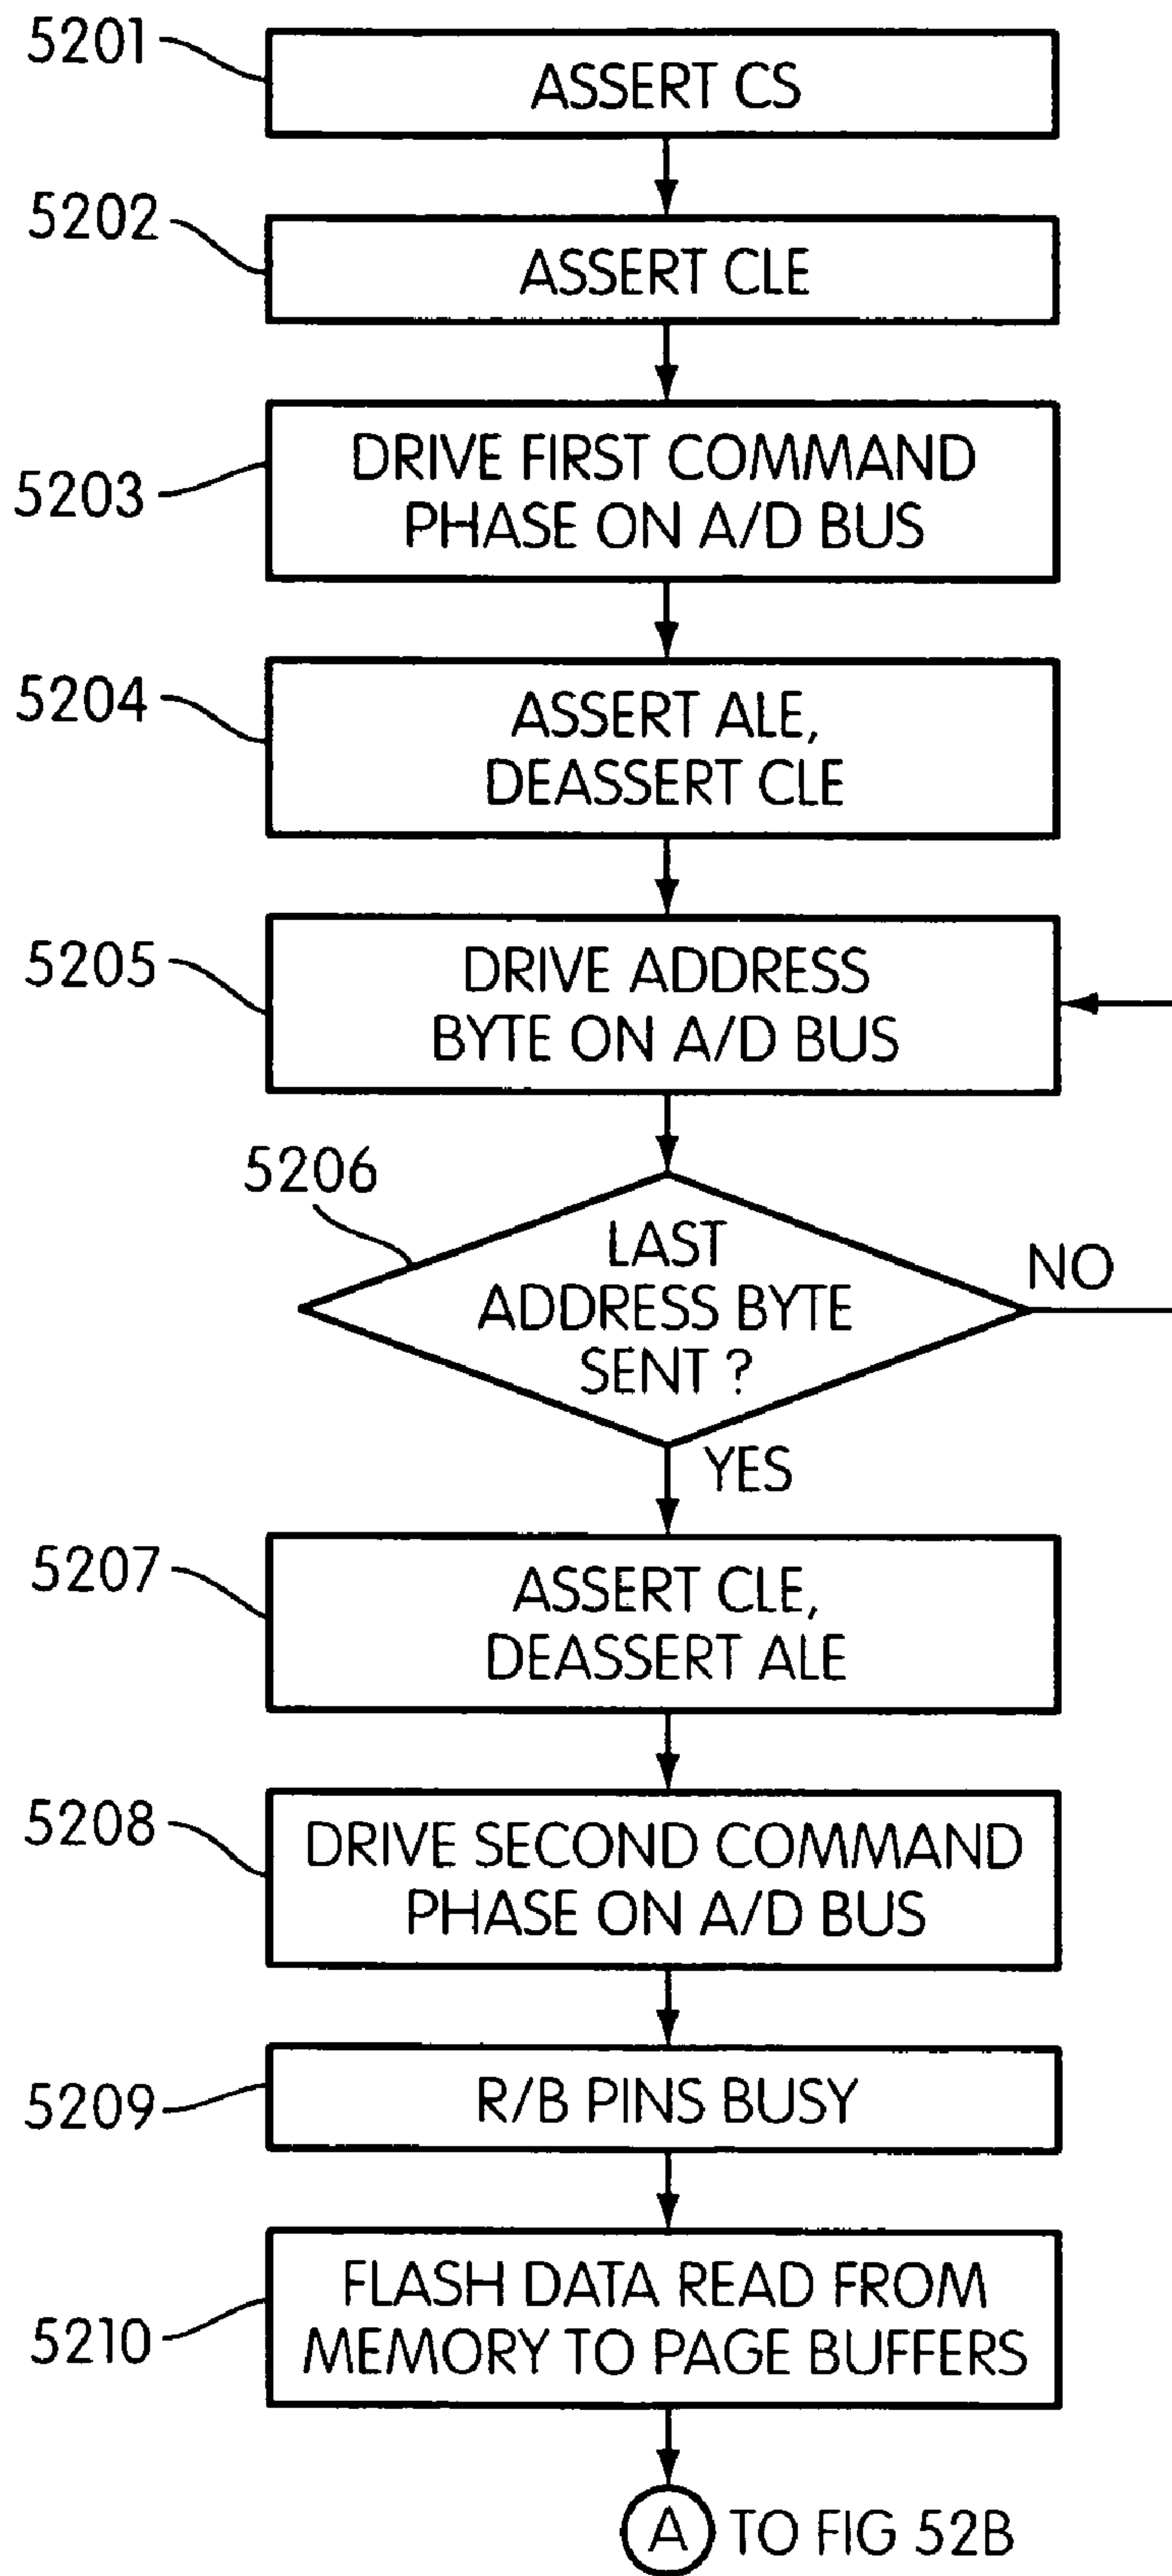 5201
ASSERT CS
5202
ASSERT CLE
5203
DRIVE FIRST COMMAND
PHASE ON A/D BUS
5204
ASSERT ALE,
DEASSERT CLE
5205
DRIVE ADDRESS
BYTE ON A/D BUS
5206
LAST
ADDRESS BYTE
SENT ?
NO
YES
5207
ASSERT CLE,
DEASSERT ALE
5208
DRIVE SECOND COMMAND
PHASE ON A/D BUS
5209
R/B PINS BUSY
5210
FLASH DATA READ FROM
MEMORY TO PAGE BUFFERS
A TO FIG 52B